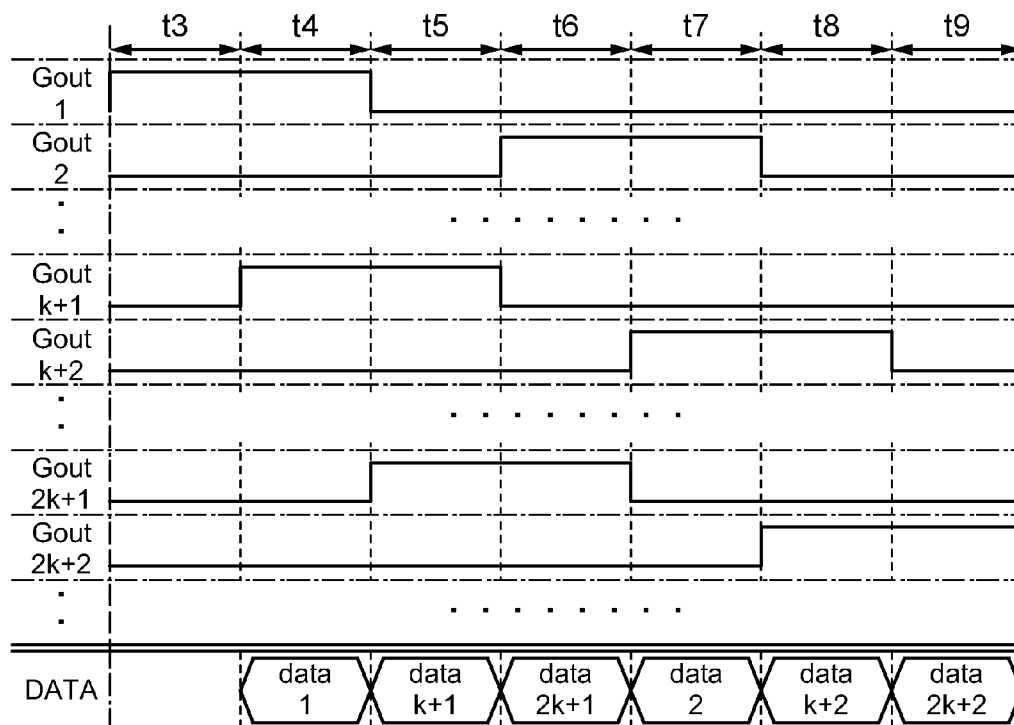 t3 t4 t5 t6 t7 t8 t9
Gout
1
Gout
2
Gout
k+1
Gout
k+2
Gout
2k+1
Gout
2k+2
DATA
data
1
data
k+1
data
2k+1
data
2
data
k+2
data
2k+2